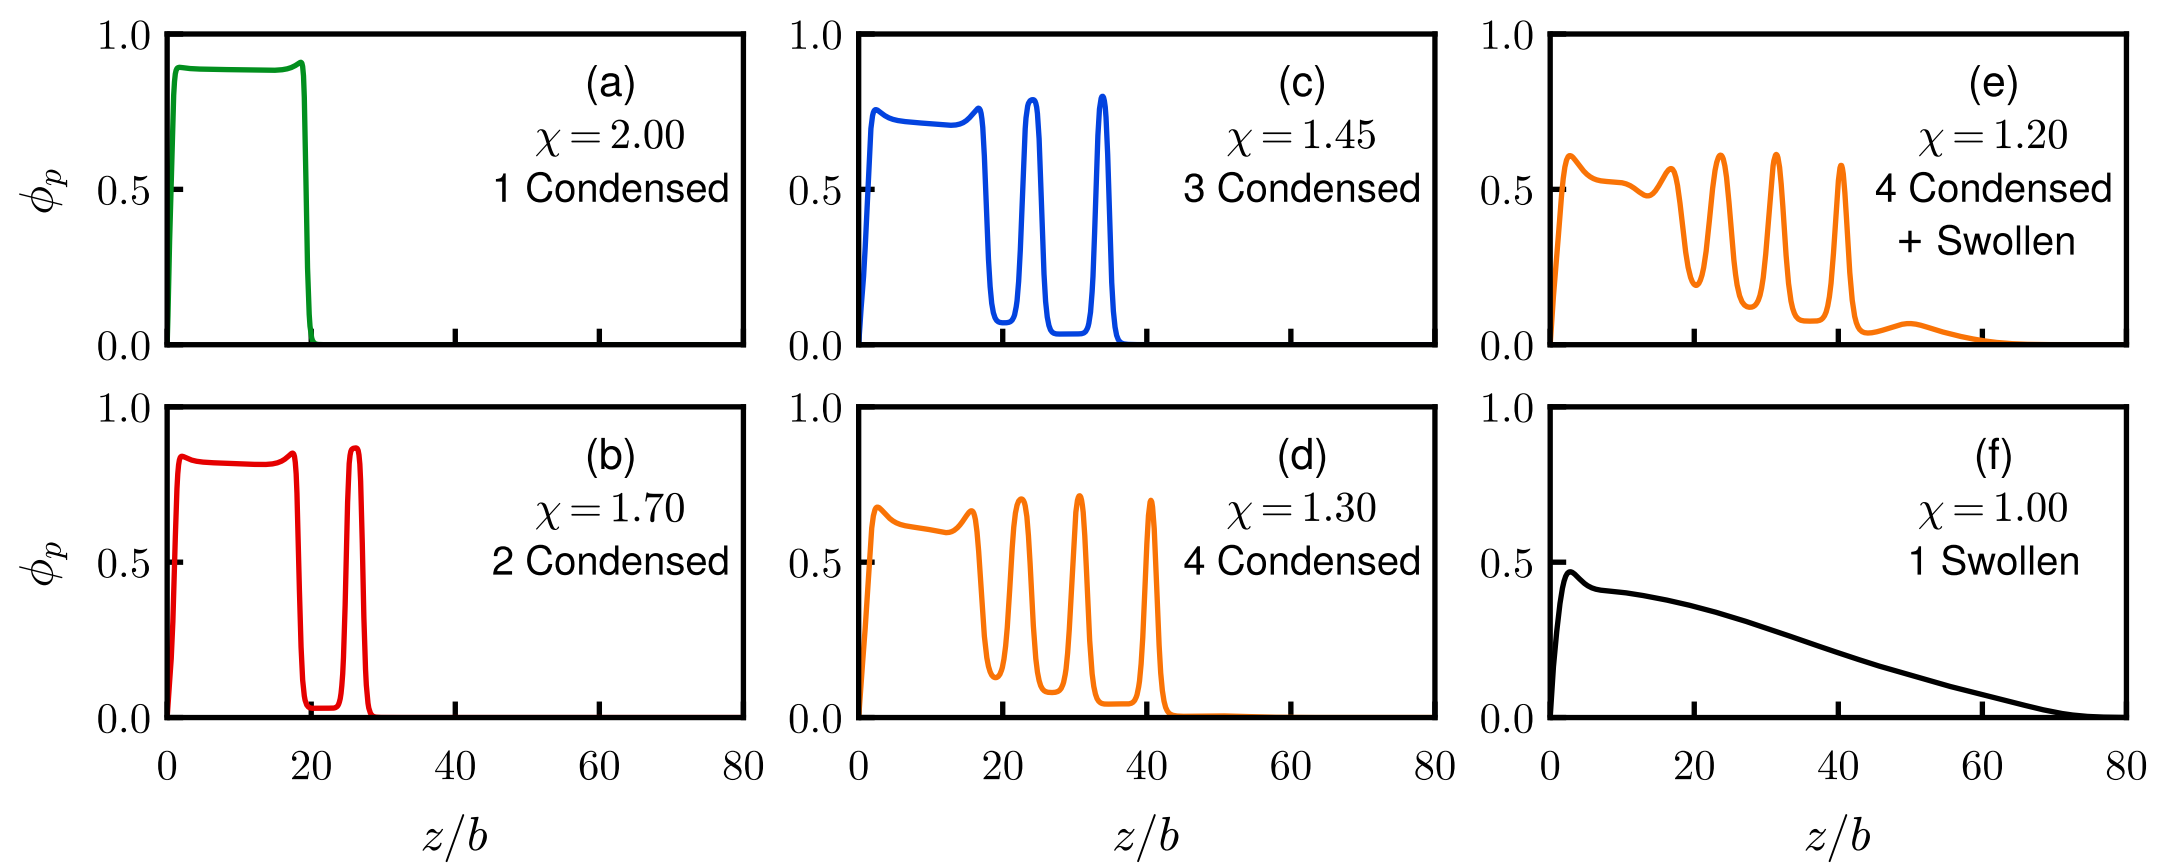 1.0
0.5
0.0
ϕp
(a)
χ = 2.00
1 Condensed
1.0
0.5
0.0
(c)
χ = 1.45
3 Condensed
1.0
0.5
0.0
(e)
χ = 1.20
4 Condensed
+ Swollen
1.0
0.5
0.0
ϕp
(b)
χ = 1.70
2 Condensed
0 20 40 60 80
z/b
1.0
0.5
0.0
(d)
χ = 1.30
4 Condensed
0 20 40 60 80
z/b
1.0
0.5
0.0
(f)
χ = 1.00
1 Swollen
0 20 40 60 80
z/b